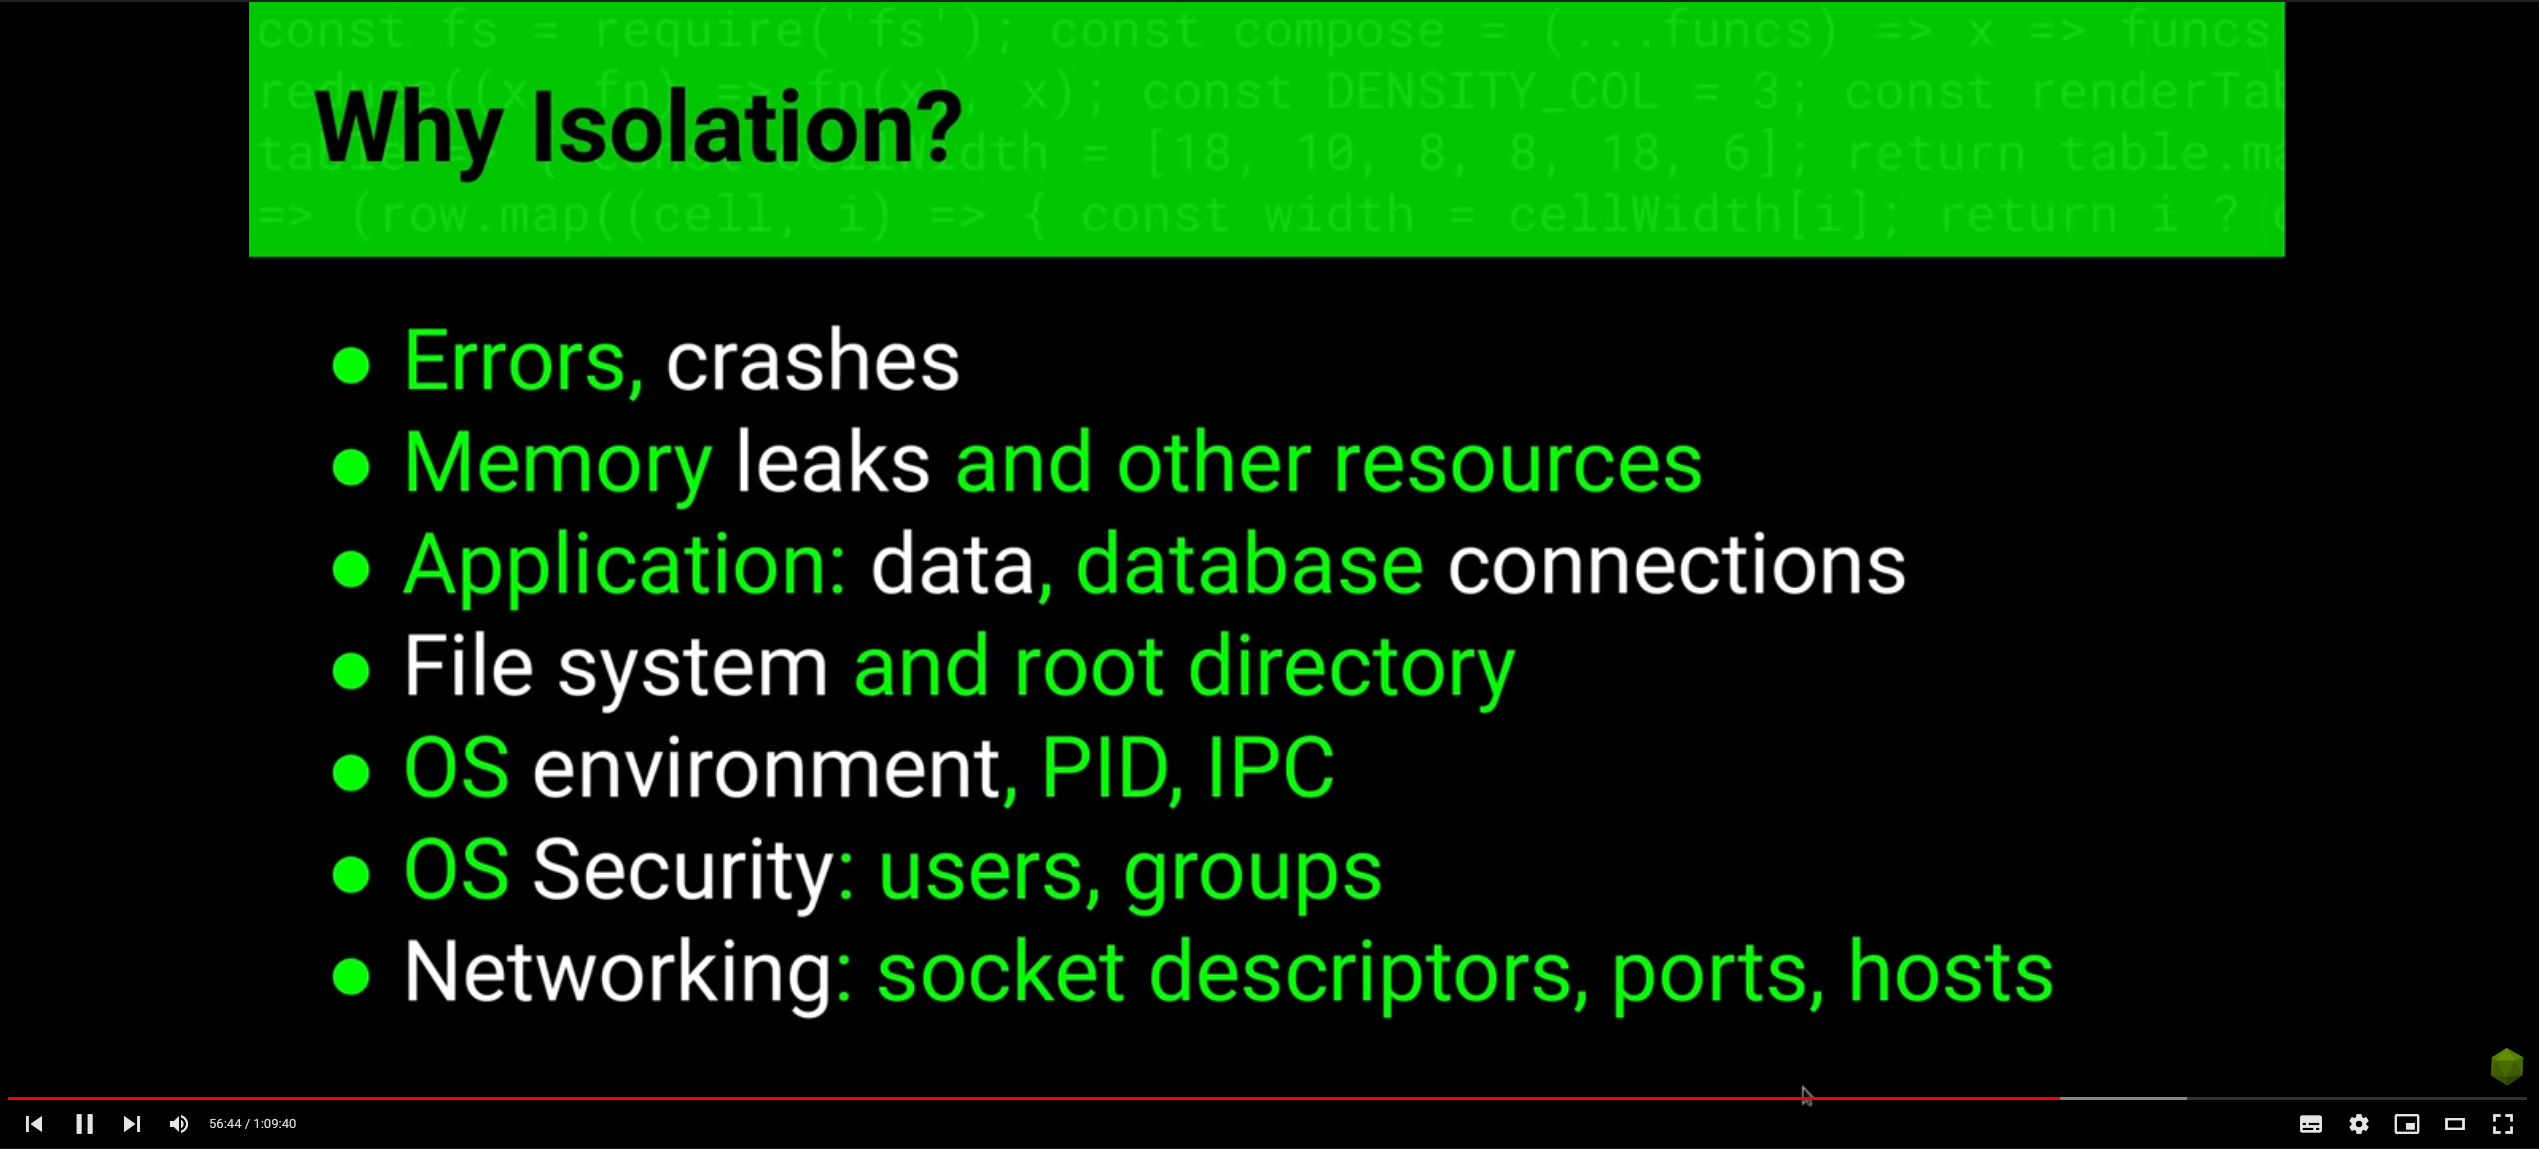 const fs = require('fs'); const compose = (...funcs) => x => funcs
reduce((x, fn) => fn(x), x); const DENSITY_COL = 3; const renderTab
Why Isolation?
= [18, 10, 8, 8, 18, 6]; return table.ma
=> (row.map((cell, i) => { const width = cellWidth[i]; return i ? c
● Errors, crashes
● Memory leaks and other resources
● Application: data, database connections
● File system and root directory
● OS environment, PID, IPC
● OS Security: users, groups
● Networking: socket descriptors, ports, hosts
56:44 / 1:09:40